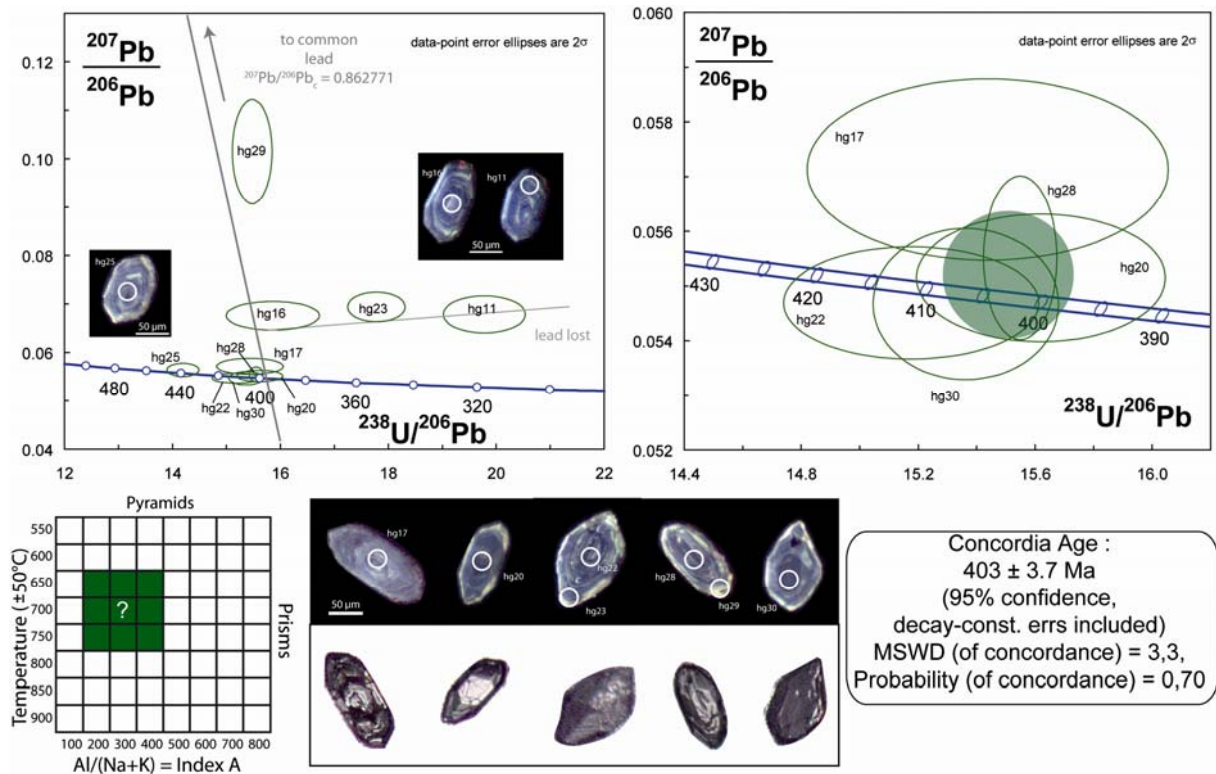 0.12
0.10
0.08
0.06
0.04
207Pb
206Pb
to common
lead
207Pb/206Pbc = 0.862771
data-point error ellipses are 2σ
hg29
hg16
hg11
50 µm
hg25
50 µm
hg16
hg23
hg11
lead lost
hg25
hg28
hg17
480
440
400
360
320
hg22
hg30
hg20
238U/206Pb
12
14
16
18
20
22
0.060
0.058
0.056
0.054
0.052
207Pb
206Pb
data-point error ellipses are 2σ
hg17
hg28
hg20
430
420
410
400
390
hg22
hg30
238U/206Pb
14.4
14.8
15.2
15.6
16.0
Pyramids
Temperature (±50°C)
550
600
650
700
750
800
850
900
?
Prisms
100 200 300 400 500 600 700 800
Al/(Na+K) = Index A
hg17
hg20
hg22
hg28
hg23
hg29
hg30
50 µm
Concordia Age :
403 ± 3.7 Ma
(95% confidence,
decay-const. errs included)
MSWD (of concordance) = 3,3,
Probability (of concordance) = 0,70